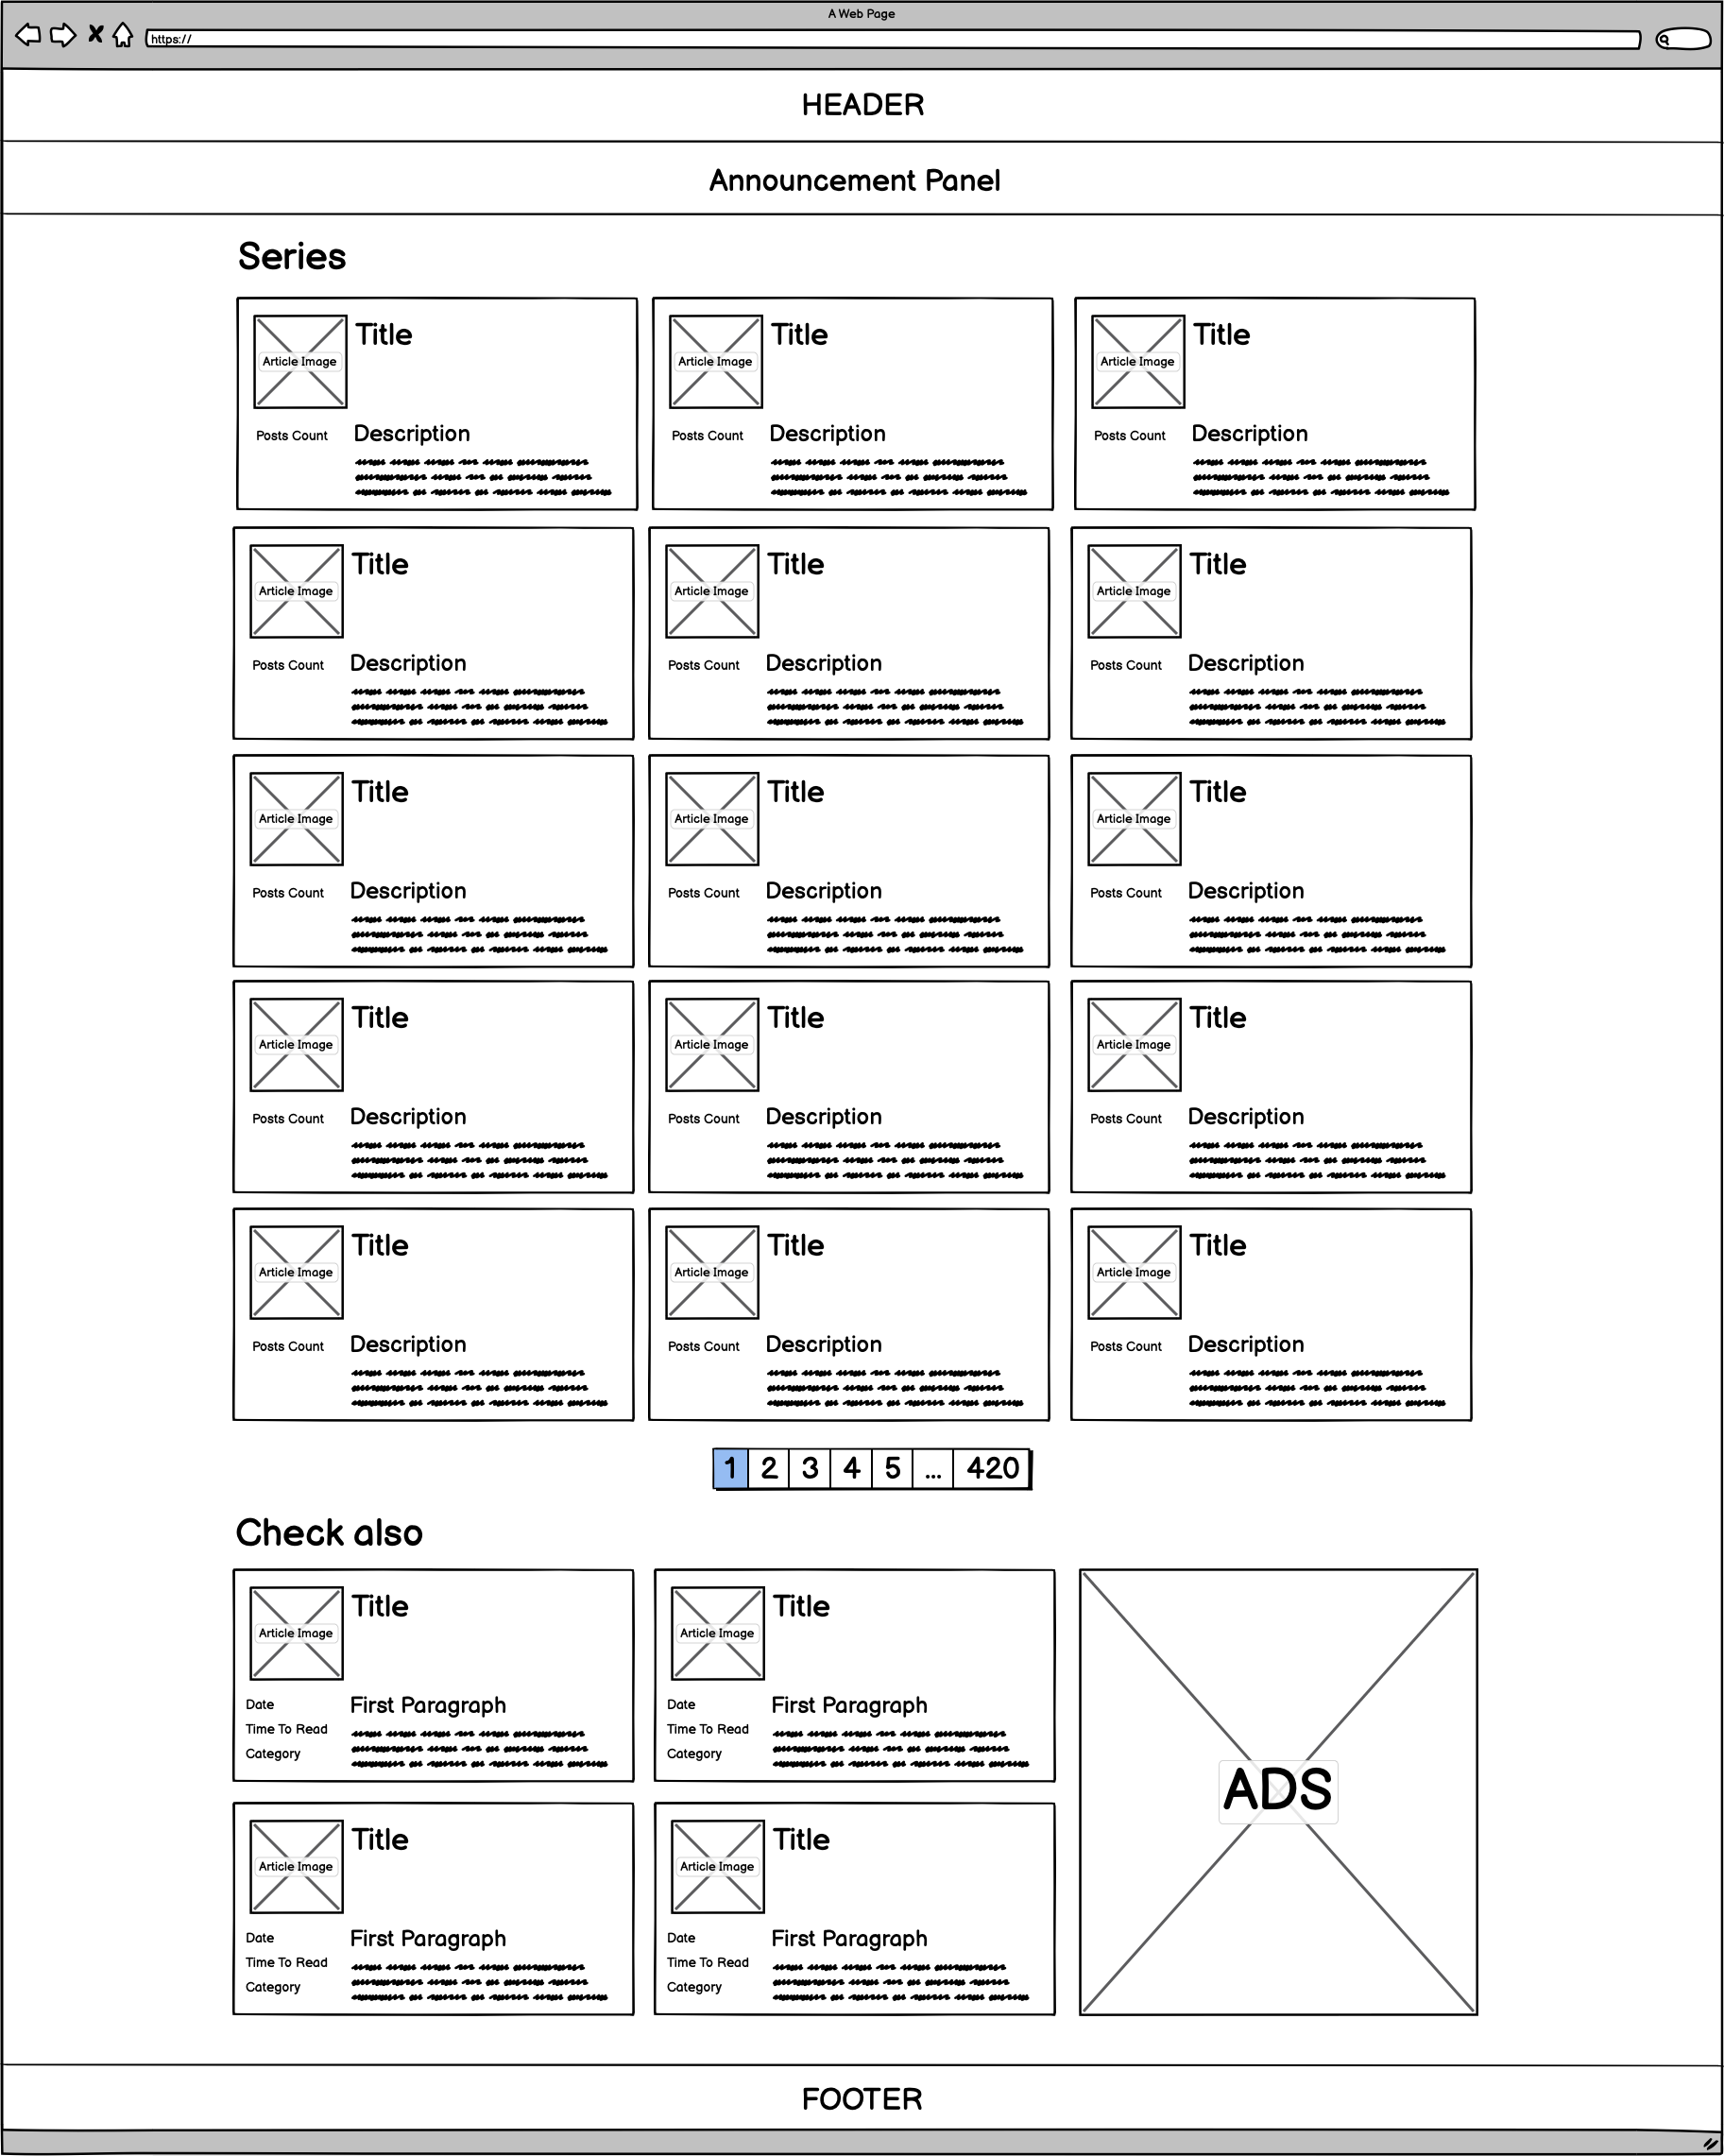 A Web Page
https://
HEADER
Announcement Panel
Series
Title Title Title
Article Image Article Image Article Image
Posts Count Description Posts Count Description Posts Count Description
Title Title Title
Article Image Article Image Article Image
Posts Count Description Posts Count Description Posts Count Description
Title Title Title
Article Image Article Image Article Image
Posts Count Description Posts Count Description Posts Count Description
Title Title Title
Article Image Article Image Article Image
Posts Count Description Posts Count Description Posts Count Description
Title Title Title
Article Image Article Image Article Image
Posts Count Description Posts Count Description Posts Count Description
1 2 3 4 5 ... 420
Check also
Title Title
Article Image Article Image
Date First Paragraph Date First Paragraph
Time To Read Time To Read
Category Category
ADS
Title Title
Article Image Article Image
Date First Paragraph Date First Paragraph
Time To Read Time To Read
Category Category
FOOTER